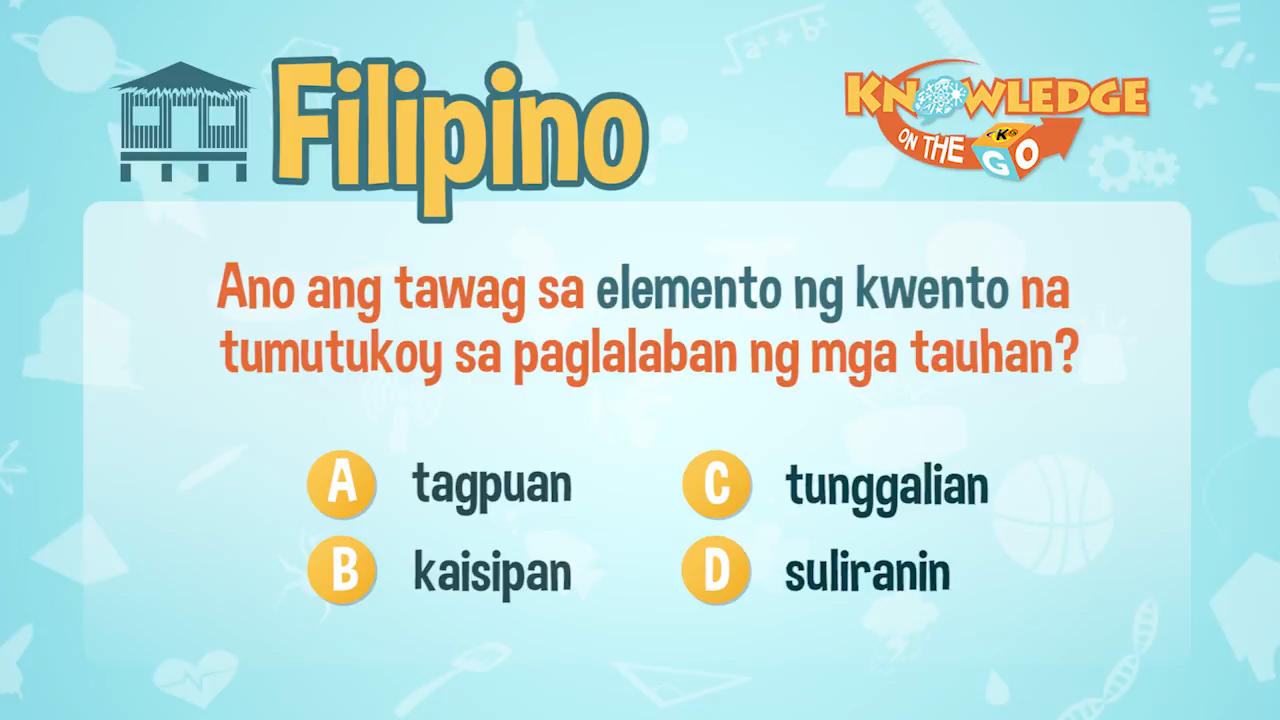 Filipino
KNOWLEDGE
ON THE GO
Ano ang tawag sa elemento ng kwento na
tumutukoy sa paglalaban ng mga tauhan?
A tagpuan
B kaisipan
C tunggalian
D suliranin